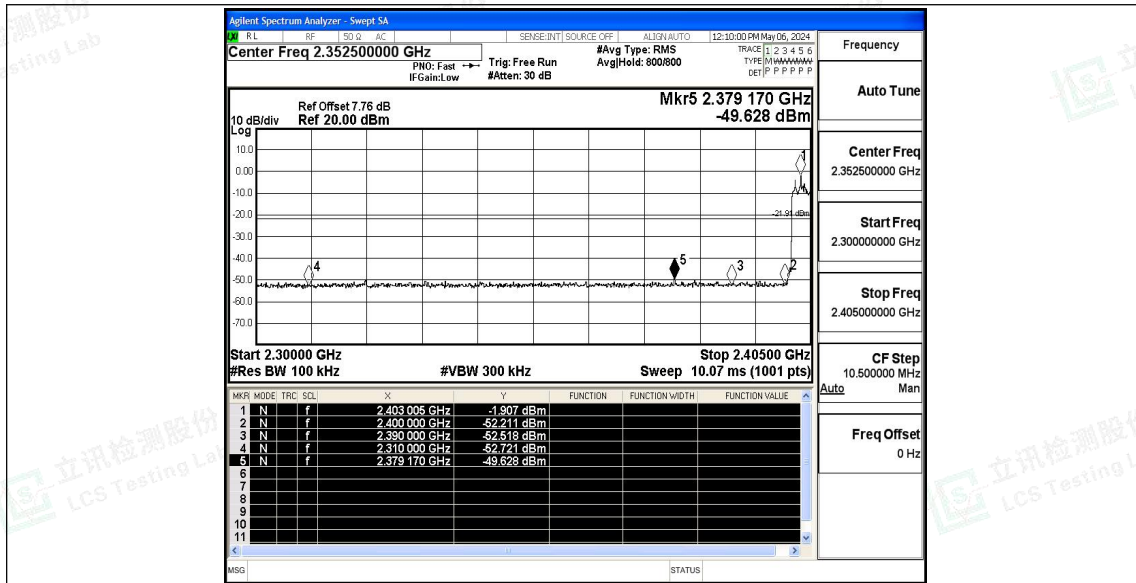 Agilent Spectrum Analyzer - Swept SA
LXI RL RF 50 Ω AC SENSE:INT SOURCE OFF ALIGN AUTO 12:10:00 PM May 06, 2024
Center Freq 2.352500000 GHz
PNO: Fast
IFGain:Low
Trig: Free Run
#Atten: 30 dB
#Avg Type: RMS
Avg|Hold: 800/800
TRACE 1 2 3 4 5 6
TYPE M W W W W W
DET P P P P P P
Ref Offset 7.76 dB
Ref 20.00 dBm
10 dB/div
Log
Mkr5 2.379 170 GHz
-49.628 dBm
10.0
0.00
-10.0
-20.0
-30.0
-40.0
-50.0
-60.0
-70.0
1
-21.91 dBm
4
5
3
2
Start 2.30000 GHz
Stop 2.40500 GHz
#Res BW 100 kHz
#VBW 300 kHz
Sweep 10.07 ms (1001 pts)
MKR MODE TRC SCL X Y FUNCTION FUNCTION WIDTH FUNCTION VALUE
1 N f 2.403 005 GHz -1.907 dBm
2 N f 2.400 000 GHz -52.211 dBm
3 N f 2.390 000 GHz -52.518 dBm
4 N f 2.310 000 GHz -52.721 dBm
5 N f 2.379 170 GHz -49.628 dBm
6
7
8
9
10
11
MSG
STATUS
Frequency
Auto Tune
Center Freq
2.352500000 GHz
Start Freq
2.300000000 GHz
Stop Freq
2.405000000 GHz
CF Step
10.500000 MHz
Auto Man
Freq Offset
0 Hz
立讯检测股份
LCS Testing Lab
立讯检测股份
LCS Testing Lab